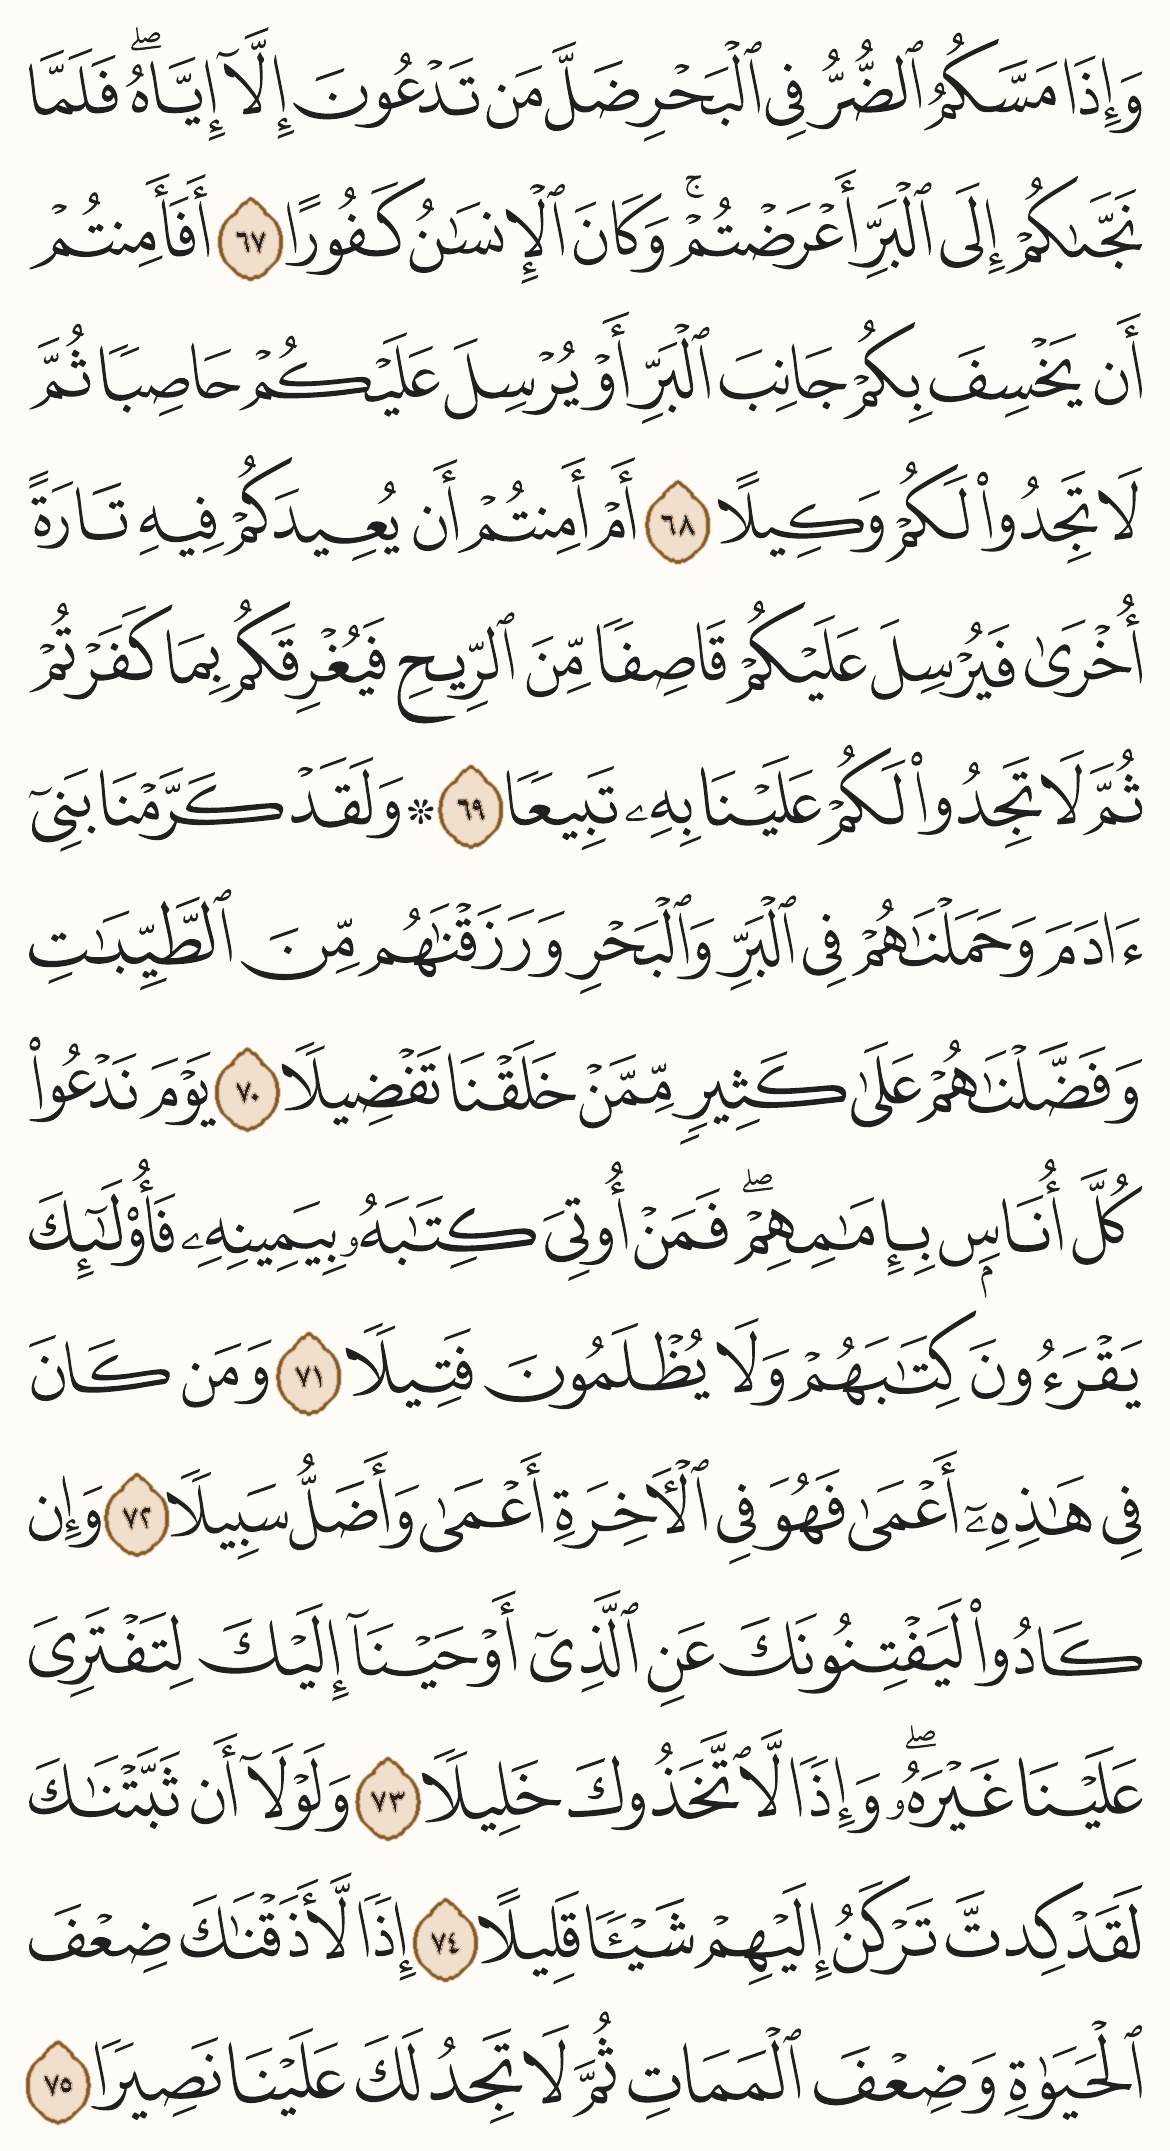 وَإِذَا مَسَّكُمُ ٱلضُّرُّ فِى ٱلْبَحْرِ ضَلَّ مَن تَدْعُونَ إِلَّآ إِيَّاهُ ۖ فَلَمَّا
نَجَّىٰكُمْ إِلَى ٱلْبَرِّ أَعْرَضْتُمْ ۚ وَكَانَ ٱلْإِنسَـٰنُ كَفُورًا ٦٧ أَفَأَمِنتُمْ
أَن يَخْسِفَ بِكُمْ جَانِبَ ٱلْبَرِّ أَوْ يُرْسِلَ عَلَيْكُمْ حَاصِبًا ثُمَّ
لَا تَجِدُوا۟ لَكُمْ وَكِيلًا ٦٨ أَمْ أَمِنتُمْ أَن يُعِيدَكُمْ فِيهِ تَارَةً
أُخْرَىٰ فَيُرْسِلَ عَلَيْكُمْ قَاصِفًا مِّنَ ٱلرِّيحِ فَيُغْرِقَكُم بِمَا كَفَرْتُمْ
ثُمَّ لَا تَجِدُوا۟ لَكُمْ عَلَيْنَا بِهِۦ تَبِيعًا ٦٩ ۞ وَلَقَدْ كَرَّمْنَا بَنِىٓ
ءَادَمَ وَحَمَلْنَـٰهُمْ فِى ٱلْبَرِّ وَٱلْبَحْرِ وَرَزَقْنَـٰهُم مِّنَ ٱلطَّيِّبَـٰتِ
وَفَضَّلْنَـٰهُمْ عَلَىٰ كَثِيرٍ مِّمَّنْ خَلَقْنَا تَفْضِيلًا ٧٠ يَوْمَ نَدْعُوا۟
كُلَّ أُنَاسٍۭ بِإِمَـٰمِهِمْ ۖ فَمَنْ أُوتِىَ كِتَـٰبَهُۥ بِيَمِينِهِۦ فَأُو۟لَـٰٓئِكَ
يَقْرَءُونَ كِتَـٰبَهُمْ وَلَا يُظْلَمُونَ فَتِيلًا ٧١ وَمَن كَانَ
فِى هَـٰذِهِۦٓ أَعْمَىٰ فَهُوَ فِى ٱلْـَٔاخِرَةِ أَعْمَىٰ وَأَضَلُّ سَبِيلًا ٧٢ وَإِن
كَادُوا۟ لَيَفْتِنُونَكَ عَنِ ٱلَّذِىٓ أَوْحَيْنَآ إِلَيْكَ لِتَفْتَرِىَ
عَلَيْنَا غَيْرَهُۥ ۖ وَإِذًا لَّٱتَّخَذُوكَ خَلِيلًا ٧٣ وَلَوْلَآ أَن ثَبَّتْنَـٰكَ
لَقَدْ كِدتَّ تَرْكَنُ إِلَيْهِمْ شَيْـًٔا قَلِيلًا ٧٤ إِذًا لَّأَذَقْنَـٰكَ ضِعْفَ
ٱلْحَيَوٰةِ وَضِعْفَ ٱلْمَمَاتِ ثُمَّ لَا تَجِدُ لَكَ عَلَيْنَا نَصِيرًا ٧٥